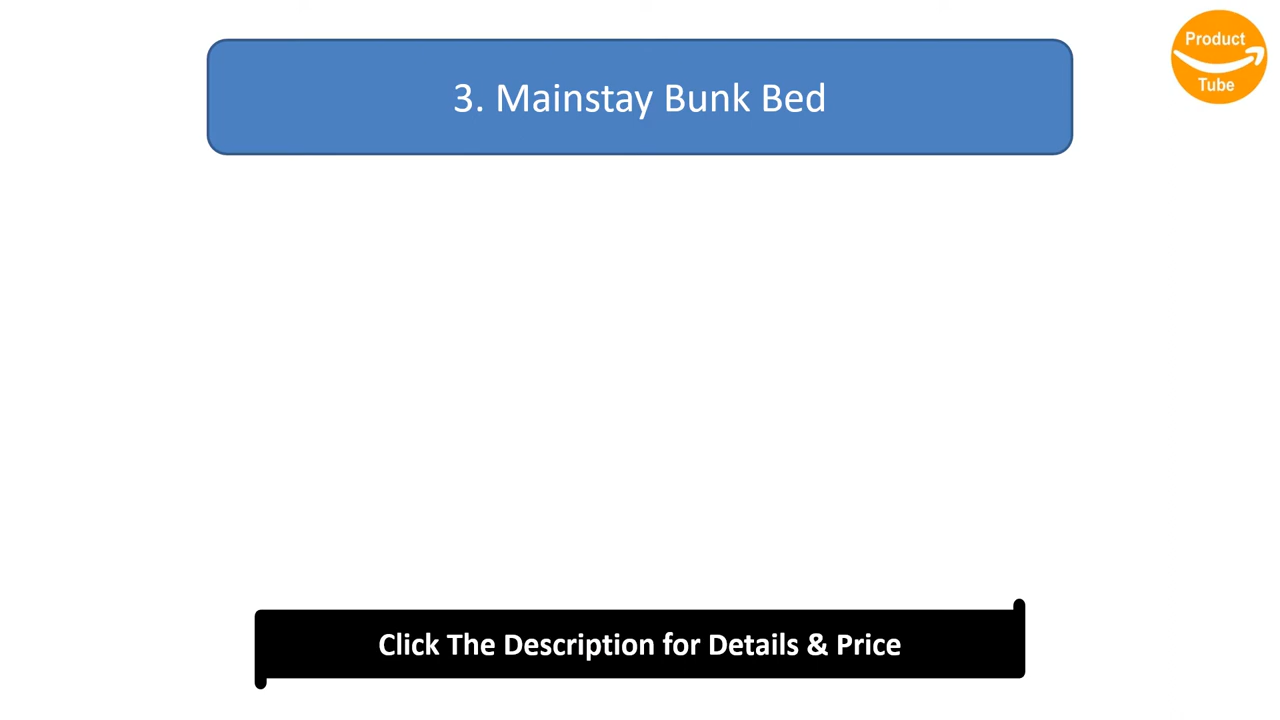 3. Mainstay Bunk Bed
Product
Tube
Click The Description for Details & Price